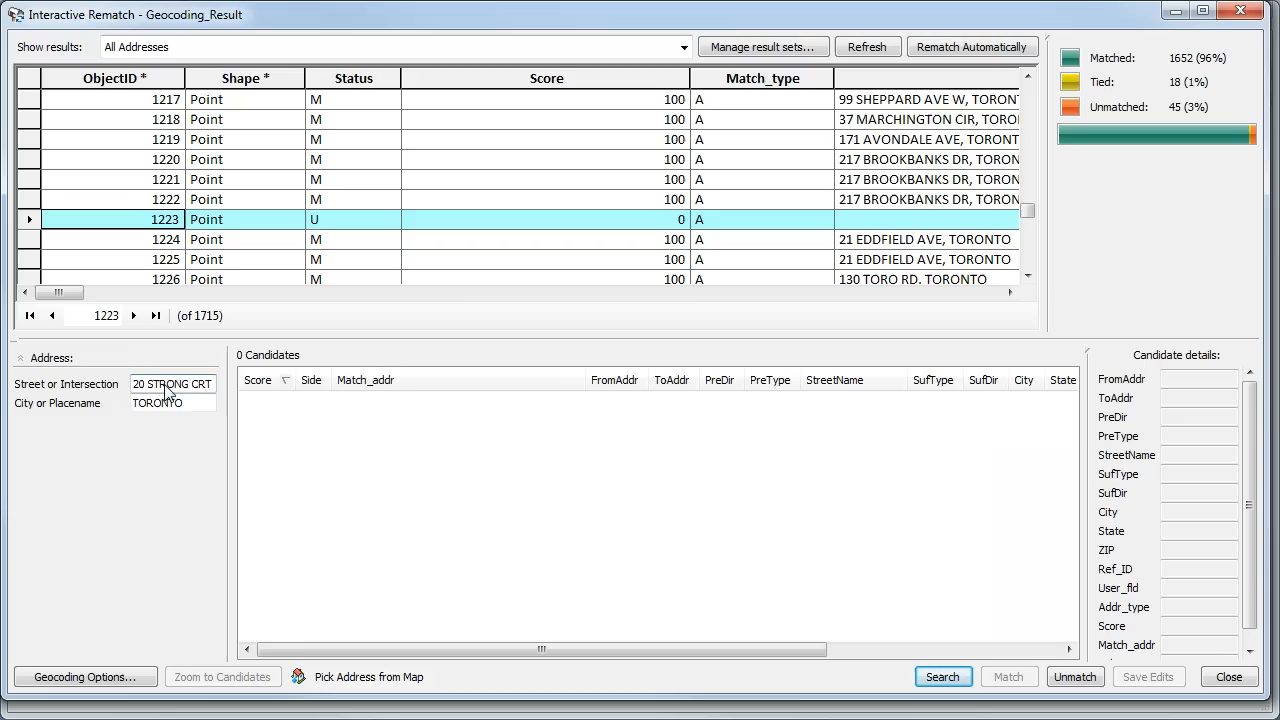 Interactive Rematch - Geocoding_Result
Show results: All Addresses Manage result sets... Refresh Rematch Automatically
ObjectID * Shape * Status Score Match_type
1217 Point M 100 A 99 SHEPPARD AVE W, TORONT
1218 Point M 100 A 37 MARCHINGTON CIR, TORO
1219 Point M 100 A 171 AVONDALE AVE, TORONT
1220 Point M 100 A 217 BROOKBANKS DR, TORON
1221 Point M 100 A 217 BROOKBANKS DR, TORON
1222 Point M 100 A 217 BROOKBANKS DR, TORON
1223 Point U 0 A
1224 Point M 100 A 21 EDDFIELD AVE, TORONTO
1225 Point M 100 A 21 EDDFIELD AVE, TORONTO
1226 Point M 100 A 130 TORO RD, TORONTO
1223 (of 1715)
Matched: 1652 (96%)
Tied: 18 (1%)
Unmatched: 45 (3%)
Address:
Street or Intersection 20 STRONG CRT
City or Placename TORONYO
0 Candidates
Score Side Match_addr FromAddr ToAddr PreDir PreType StreetName SufType SufDir City State
Candidate details:
FromAddr
ToAddr
PreDir
PreType
StreetName
SufType
SufDir
City
State
ZIP
Ref_ID
User_fld
Addr_type
Score
Match_addr
Geocoding Options... Zoom to Candidates Pick Address from Map Search Match Unmatch Save Edits Close